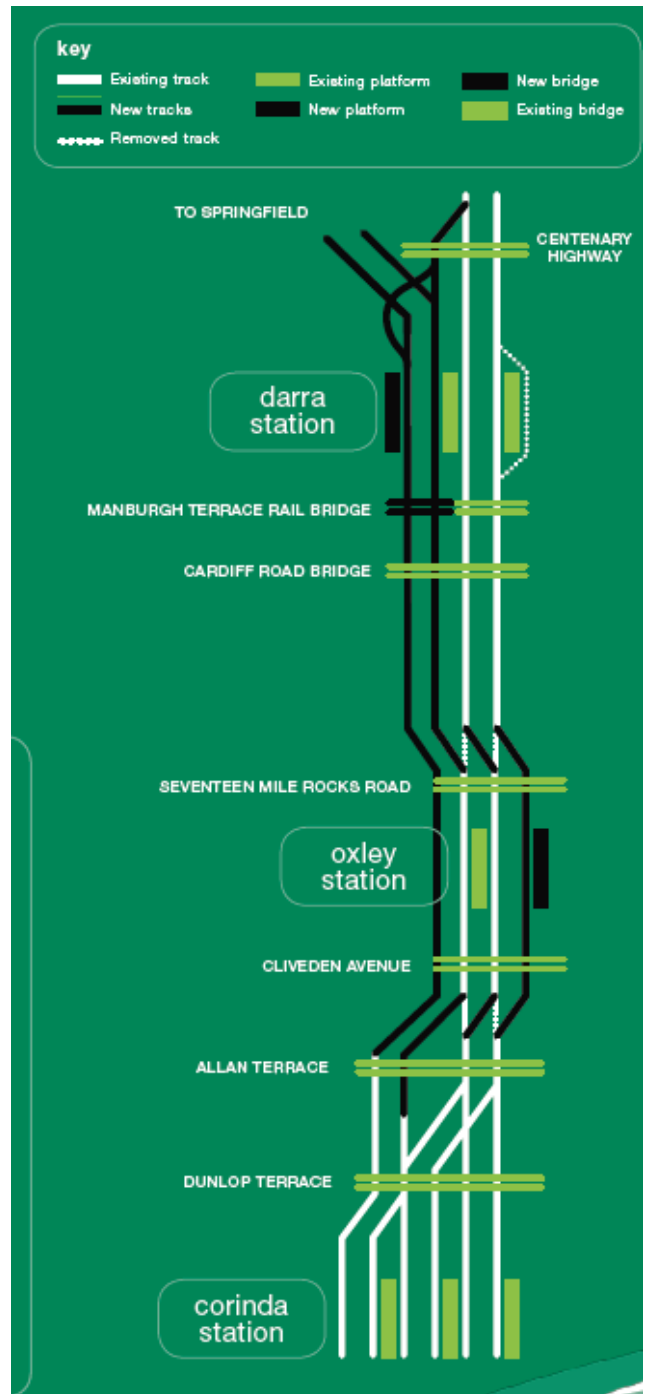 key
Existing track
Existing platform
New bridge
New tracks
New platform
Existing bridge
Removed track
TO SPRINGFIELD
CENTENARY
HIGHWAY
darra
station
MANBURGH TERRACE RAIL BRIDGE
CARDIFF ROAD BRIDGE
SEVENTEEN MILE ROCKS ROAD
oxley
station
CLIVEDEN AVENUE
ALLAN TERRACE
DUNLOP TERRACE
corinda
station